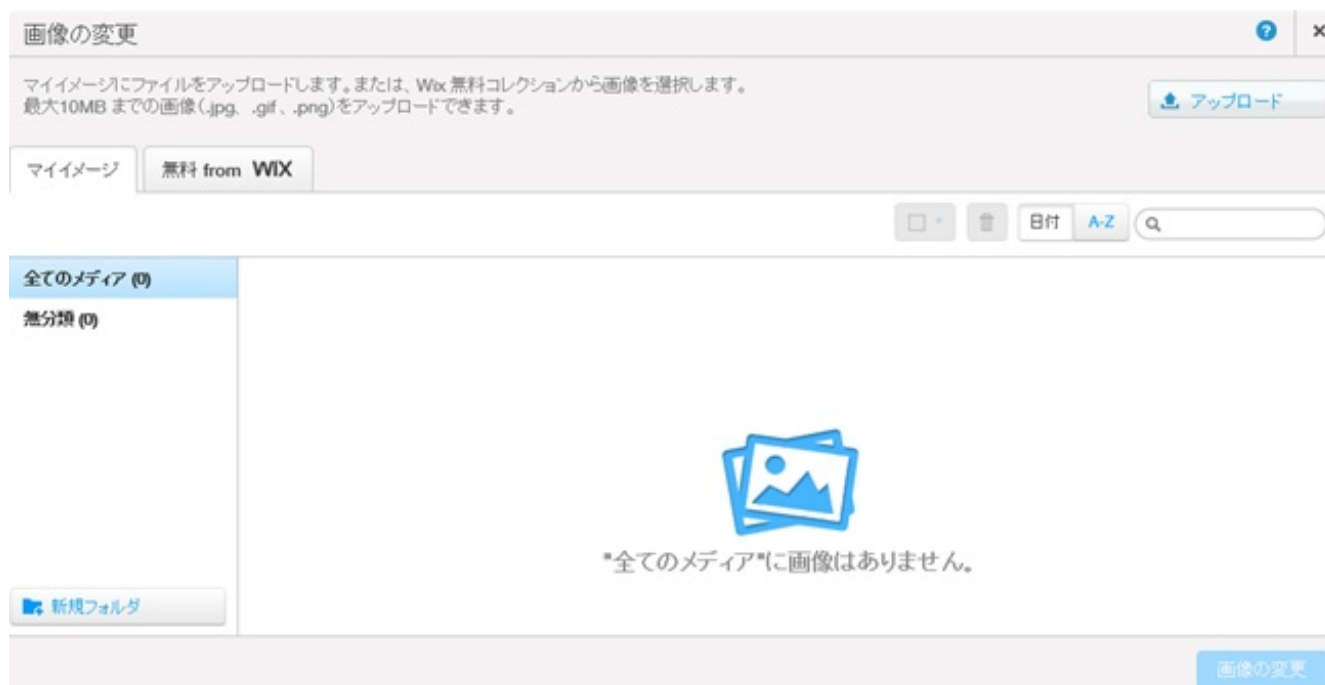 画像の変更
マイイメージにファイルをアップロードします。または、Wix 無料コレクションから画像を選択します。
最大10MB までの画像(.jpg、.gif、.png)をアップロードできます。
アップロード
マイイメージ
無料 from WiX
日付
A-Z
全てのメディア (0)
無分類 (0)
"全てのメディア"に画像はありません。
新規フォルダ
画像の変更